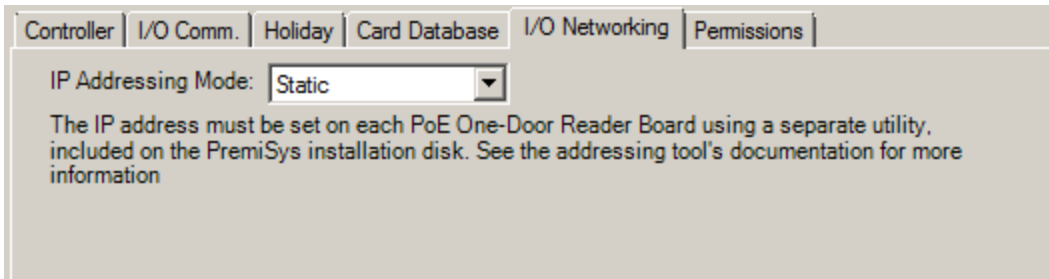 Controller I/O Comm. Holiday Card Database I/O Networking Permissions
IP Addressing Mode: Static
The IP address must be set on each PoE One-Door Reader Board using a separate utility,
included on the PremiSys installation disk. See the addressing tool's documentation for more
information